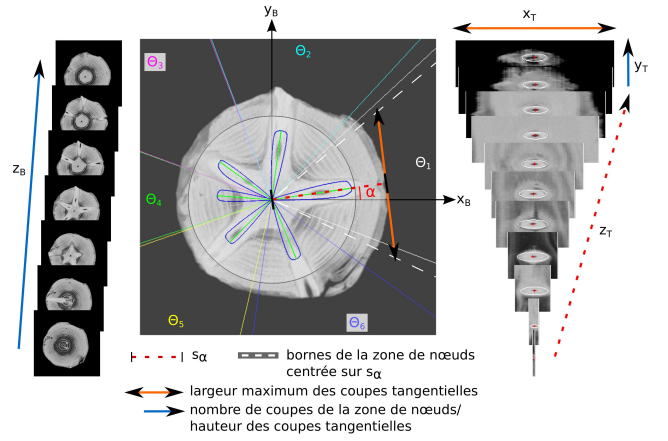 y_B
x_T
Θ_2
Θ_3
y_T
Θ_1
z_B
α
x_B
Θ_4
z_T
Θ_5
Θ_6
s_α
bornes de la zone de nœuds
centrée sur s_α
largeur maximum des coupes tangentielles
nombre de coupes de la zone de nœuds/
hauteur des coupes tangentielles